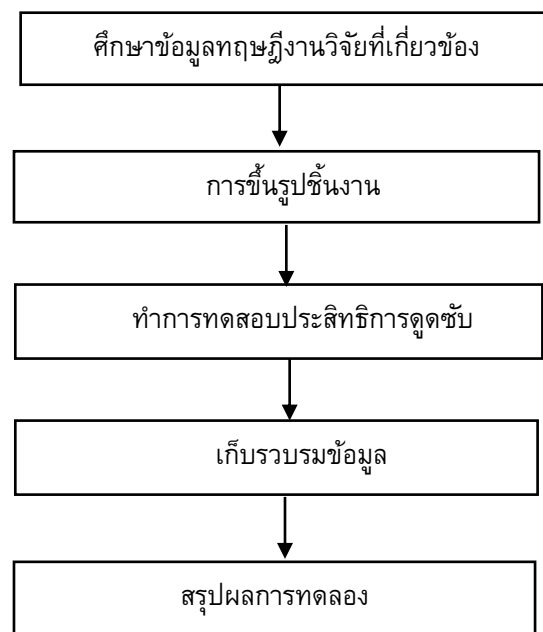 ศึกษาข้อมูลทฤษฎีงานวิจัยที่เกี่ยวข้อง
การขึ้นรูปชิ้นงาน
ทำการทดสอบประสิทธิการดูดซับ
เก็บรวบรมข้อมูล
สรุปผลการทดลอง